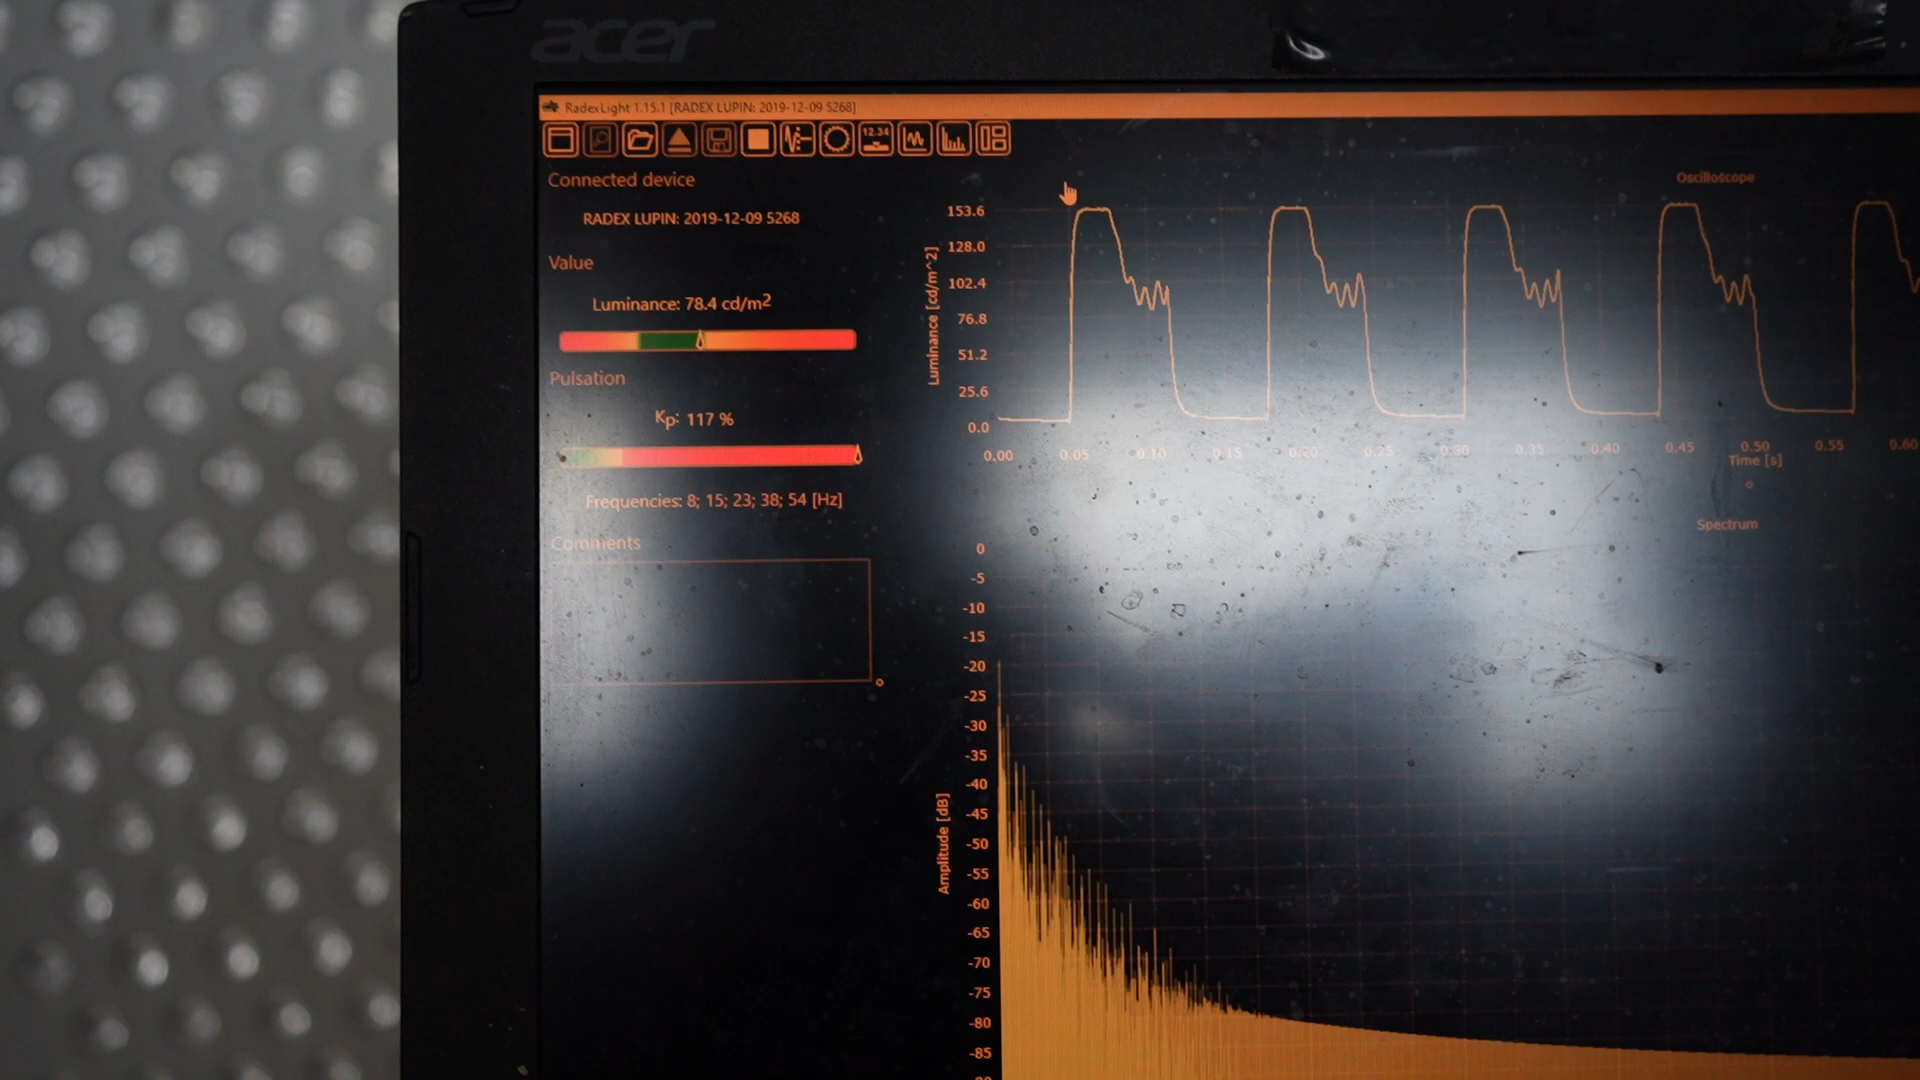 acer
RadexLight 1.15.1 [RADEX LUPIN: 2019-12-09 5268]
12.34
Connected device
RADEX LUPIN: 2019-12-09 5268
Value
Luminance: 78.4 cd/m2
Pulsation
Kp: 117 %
Frequencies: 8; 15; 23; 38; 54 [Hz]
Comments
Oscilloscope
Luminance [cd/m^2]
153.6
128.0
102.4
76.8
51.2
25.6
0.0
0.00 0.05 0.10 0.15 0.20 0.25 0.30 0.35 0.40 0.45 0.50 0.55 0.60
Time [s]
Spectrum
Amplitude [dB]
0
-5
-10
-15
-20
-25
-30
-35
-40
-45
-50
-55
-60
-65
-70
-75
-80
-85